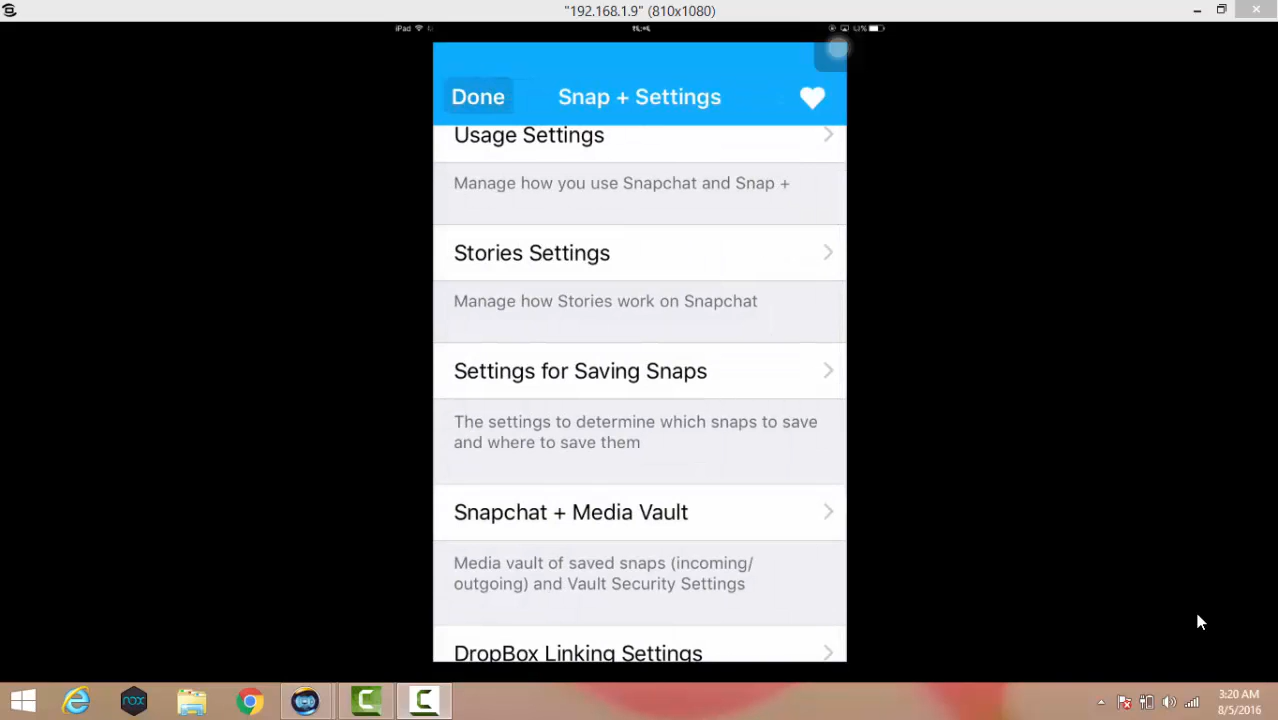 "192.168.1.9" (810x1080)
iPad
Done
Snap + Settings
Usage Settings
Manage how you use Snapchat and Snap +
Stories Settings
Manage how Stories work on Snapchat
Settings for Saving Snaps
The settings to determine which snaps to save
and where to save them
Snapchat + Media Vault
Media vault of saved snaps (incoming/
outgoing) and Vault Security Settings
DropBox Linking Settings
nox
3:20 AM
8/5/2016